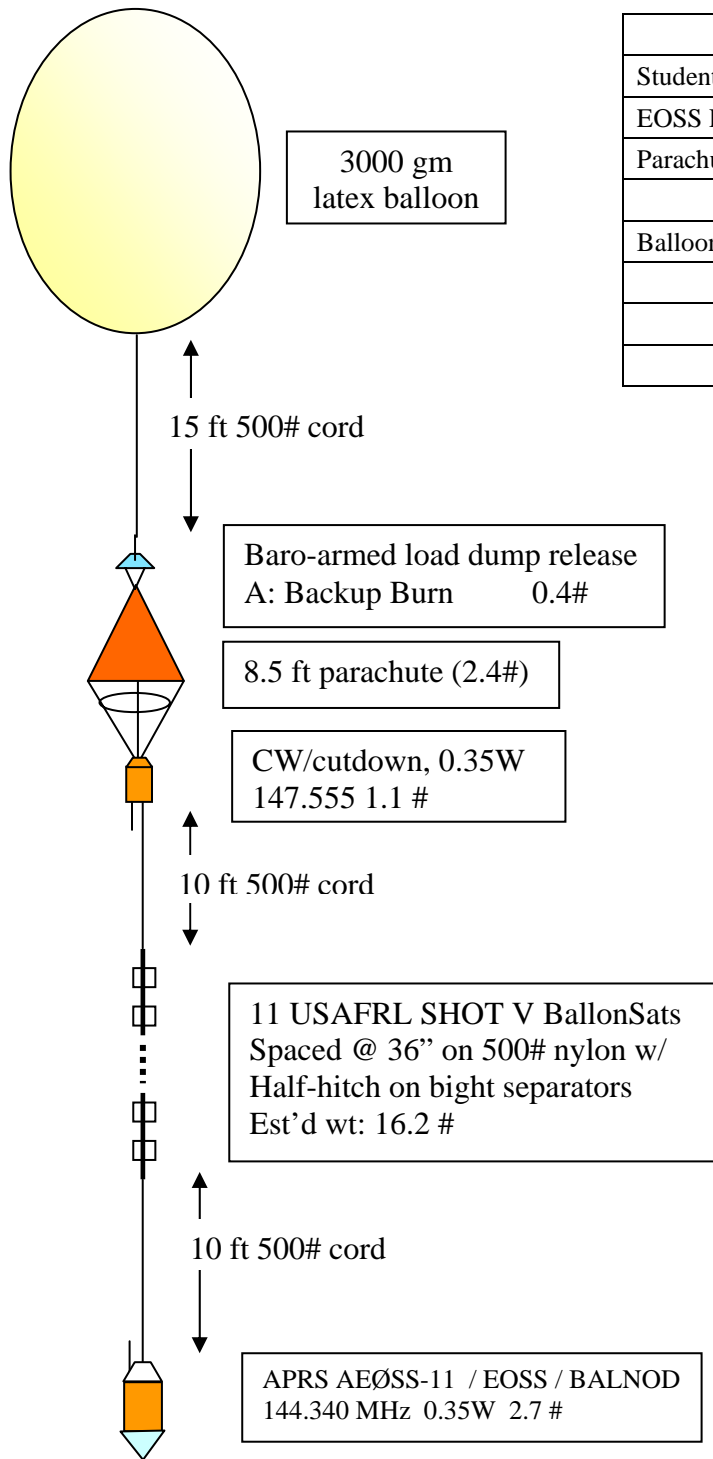 3000 gm
latex balloon
15 ft 500# cord
Baro-armed load dump release
A: Backup Burn 0.4#
8.5 ft parachute (2.4#)
CW/cutdown, 0.35W
147.555 1.1 #
10 ft 500# cord
11 USAFRL SHOT V BallonSats
Spaced @ 36” on 500# nylon w/
Half-hitch on bight separators
Est’d wt: 16.2 #
10 ft 500# cord
APRS AEØSS-11 / EOSS / BALNOD
144.340 MHz 0.35W 2.7 #
Student
EOSS